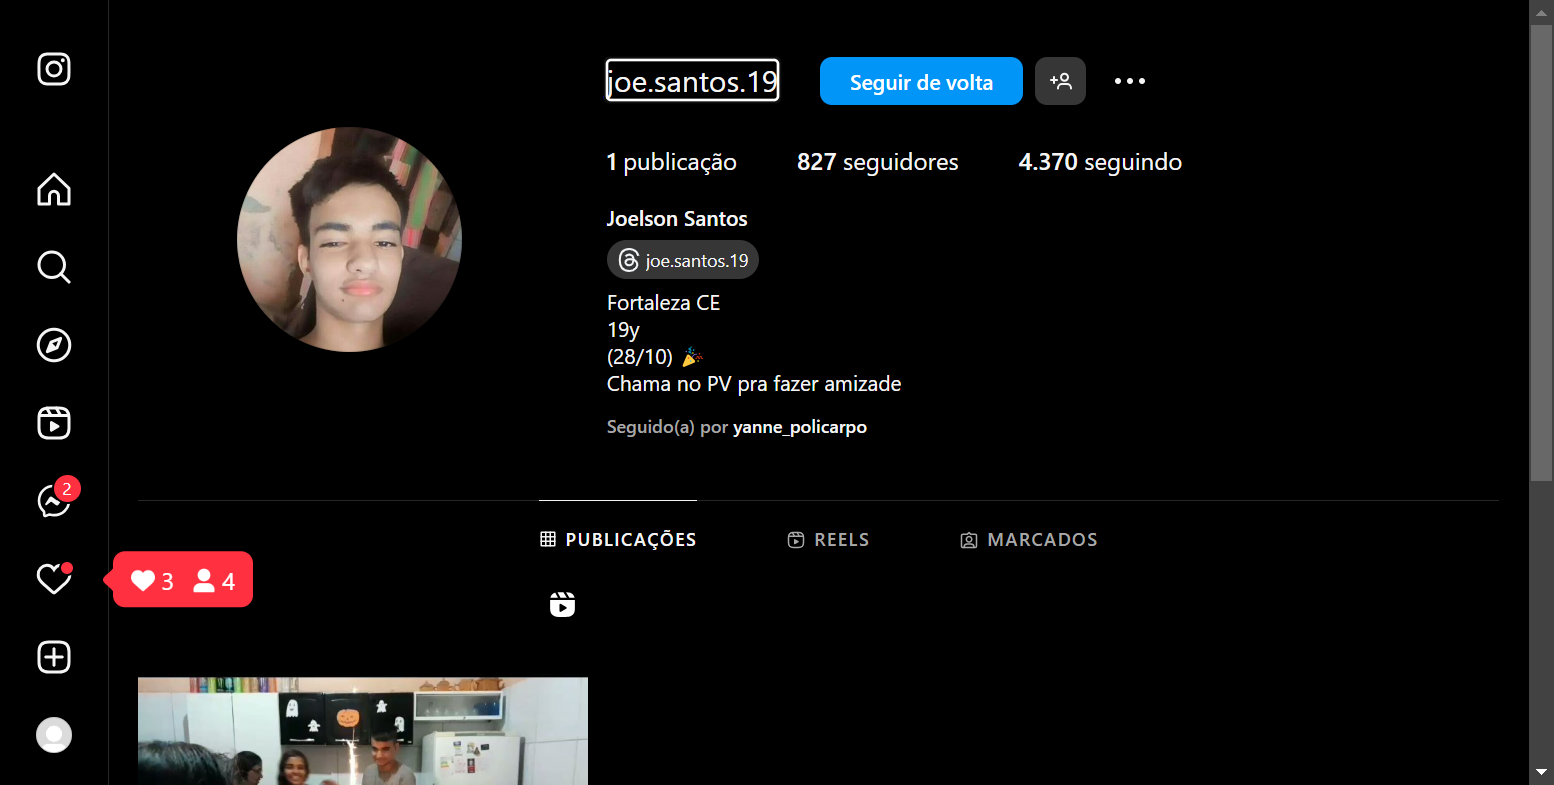 joe.santos.19
Seguir de volta
1 publicação
827 seguidores
4.370 seguindo
Joelson Santos
joe.santos.19
Fortaleza CE
19y
(28/10) 🎉
Chama no PV pra fazer amizade
Seguido(a) por yanne_policarpo
2
3 4
PUBLICAÇÕES
REELS
MARCADOS